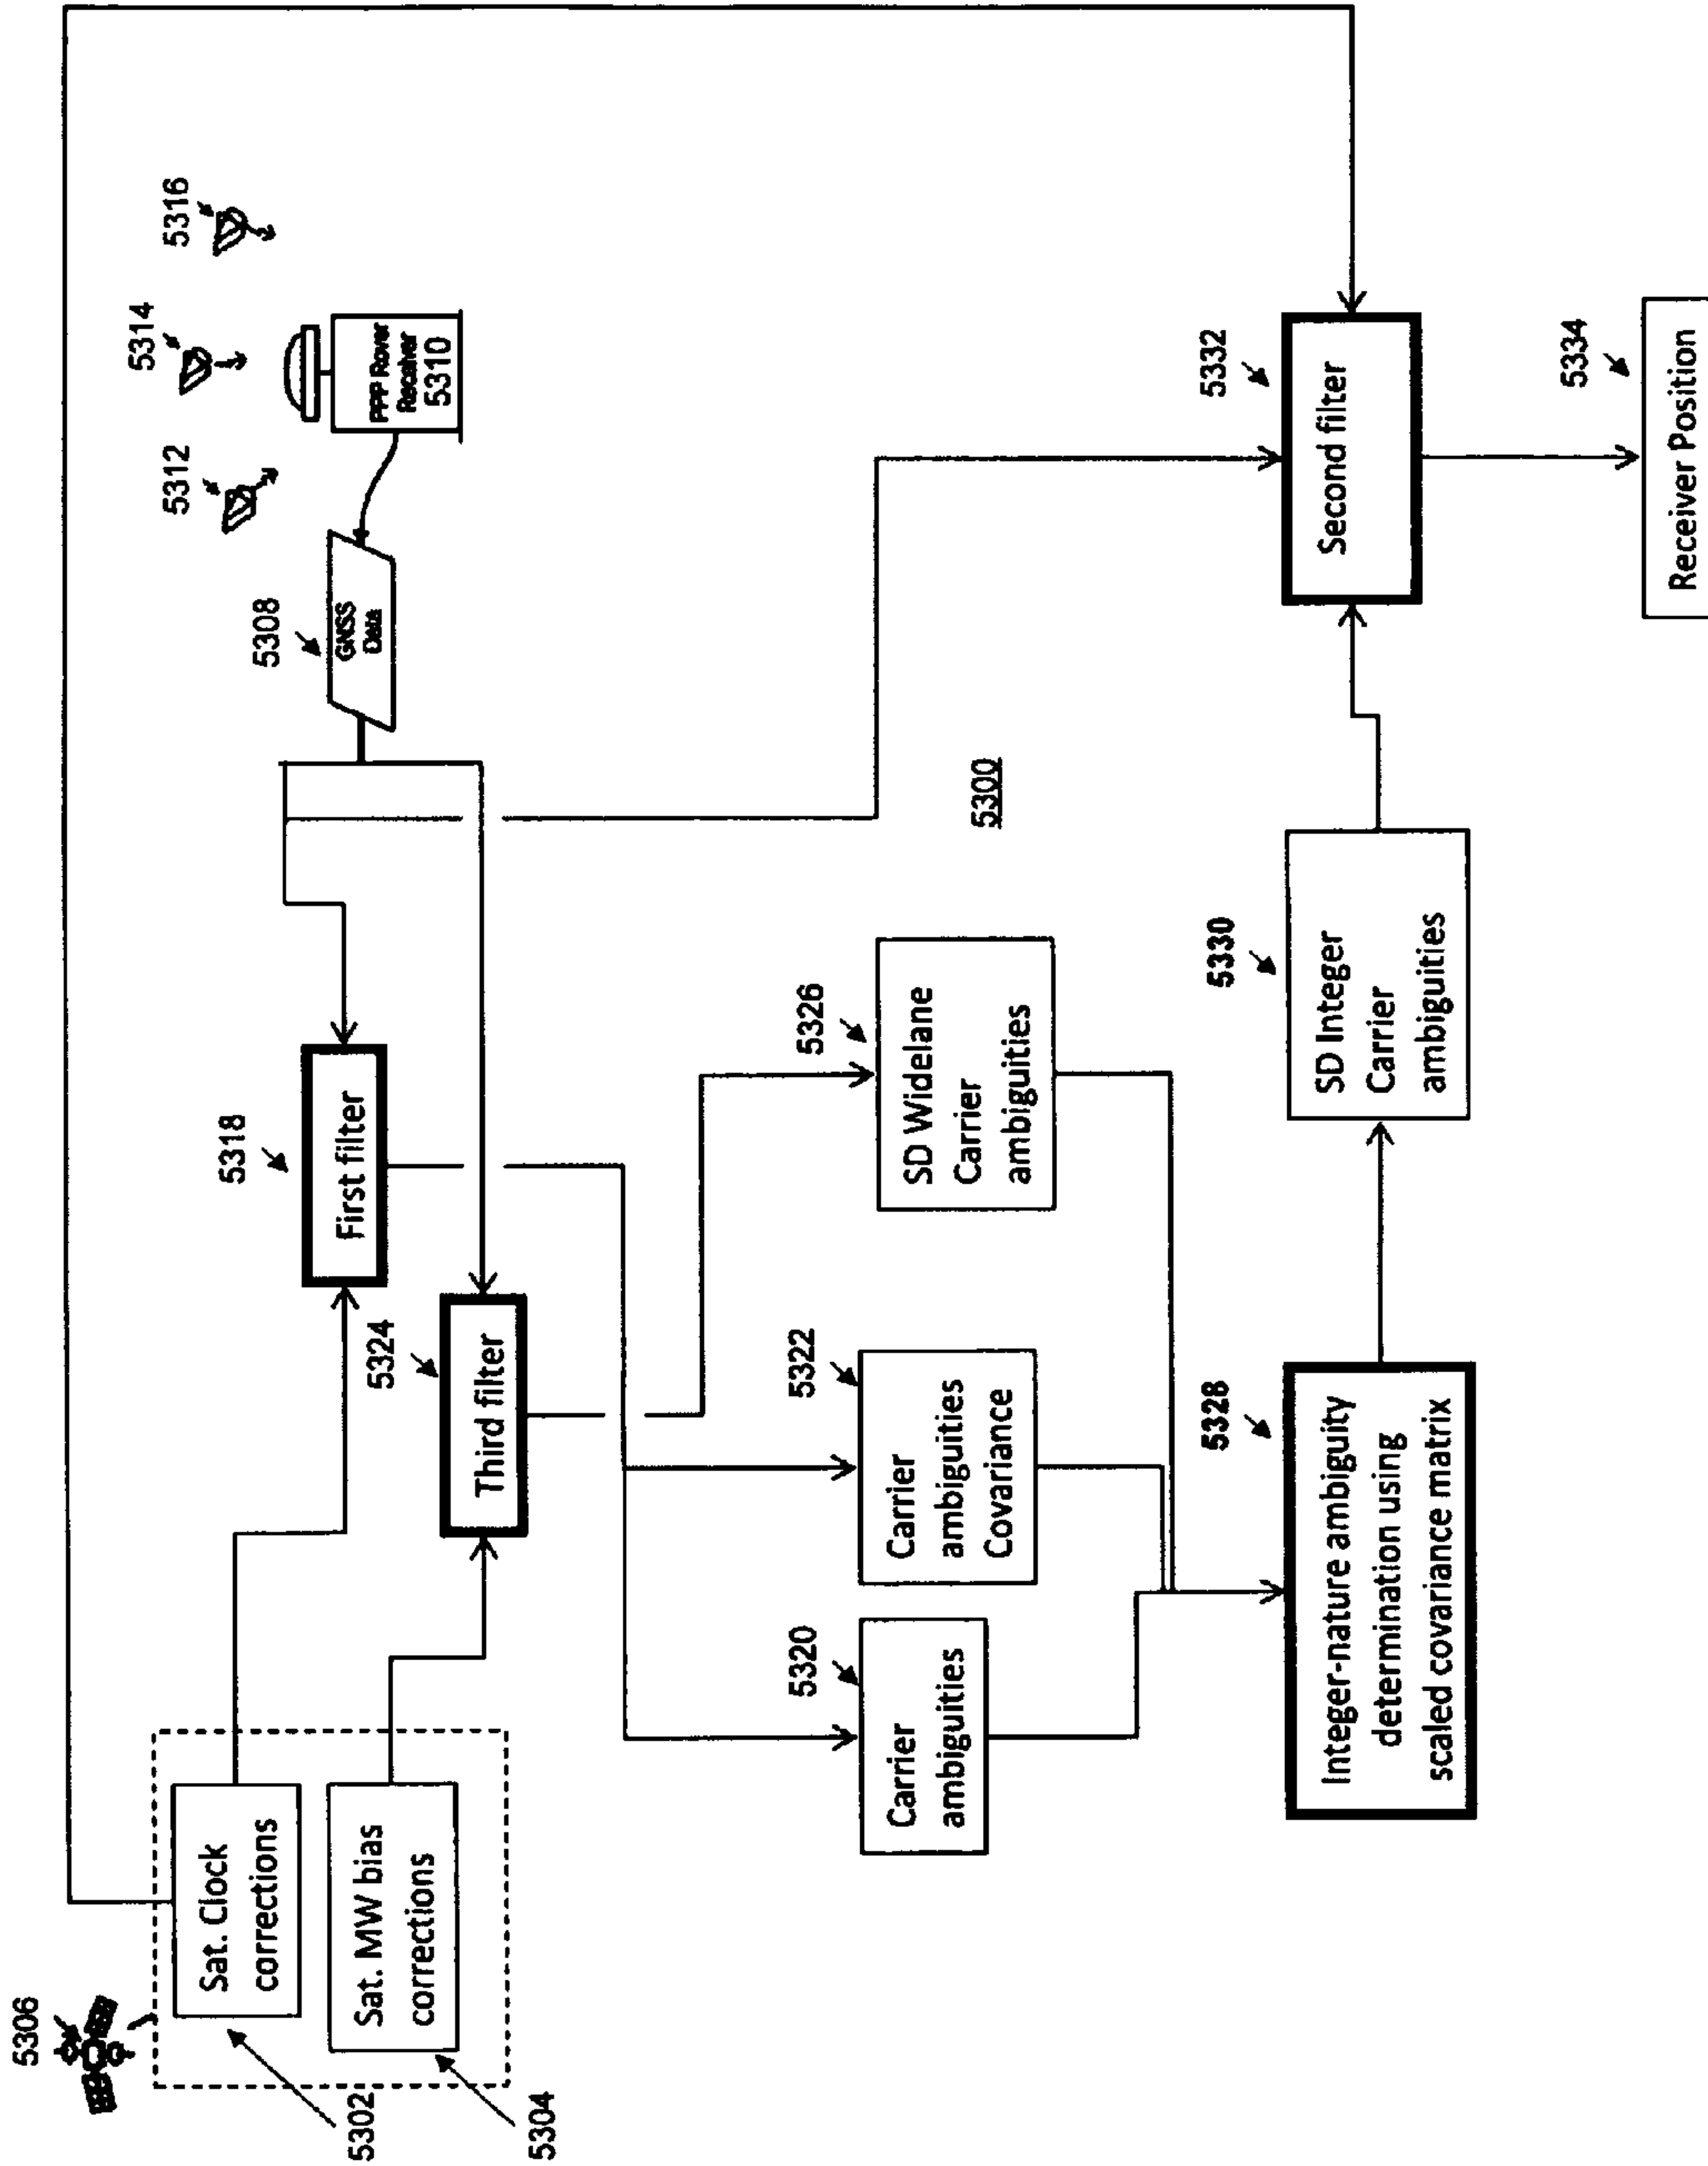 5306
5302
Sat. Clock
corrections
5304
Sat. MW bias
corrections
5312
5314
5316
5308
GNSS
Data
PPP Rover
Receiver
5310
5318
First filter
5324
Third filter
5320
Carrier
ambiguities
5322
Carrier
ambiguities
Covariance
5326
SD Widelane
Carrier
ambiguities
5300
5328
Integer-nature ambiguity
determination using
scaled covariance matrix
5330
SD Integer
Carrier
ambiguities
5332
Second filter
5334
Receiver Position